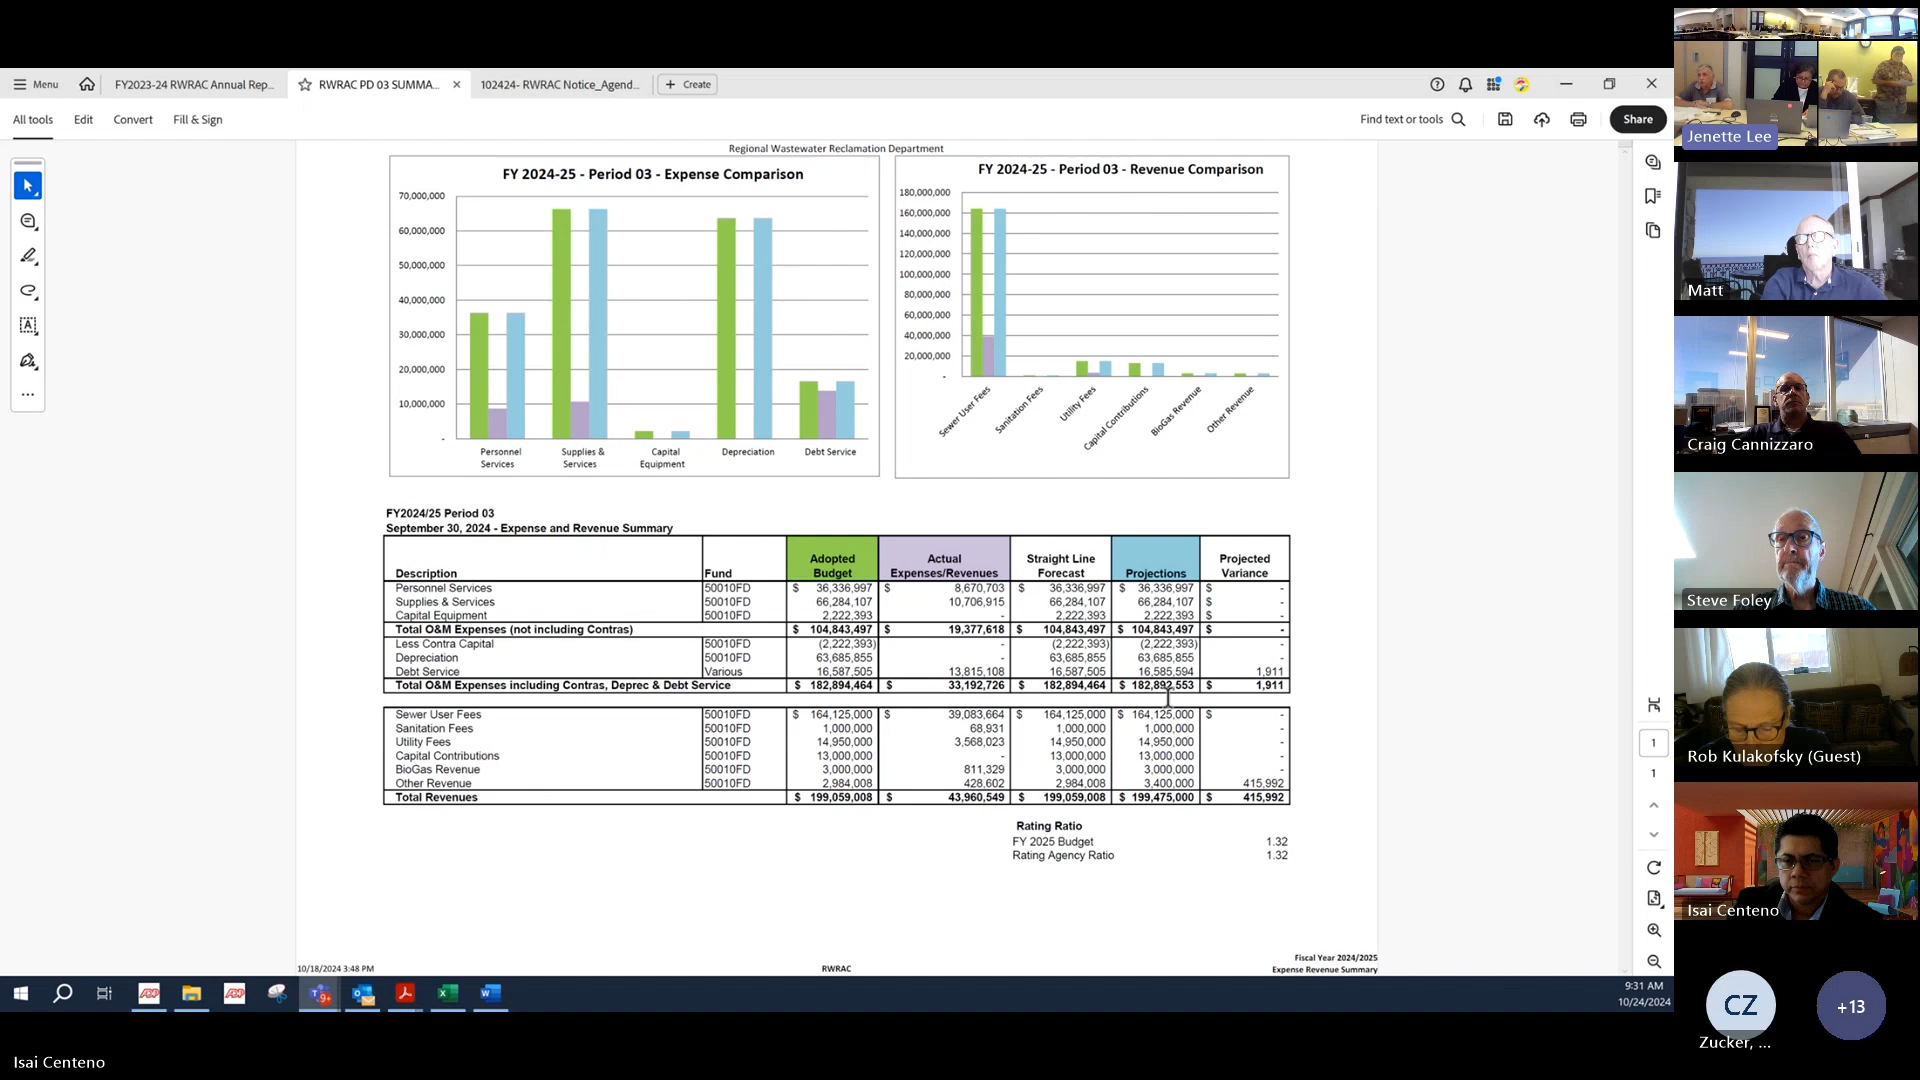 Menu
FY2023-24 RWRAC Annual Rep...
RWRAC PD 03 SUMMA...
102424- RWRAC Notice_Agend...
Create
All tools
Edit
Convert
Fill & Sign
Find text or tools
Share
Regional Wastewater Reclamation Department
FY 2024-25 - Period 03 - Expense Comparison
70,000,000
60,000,000
50,000,000
40,000,000
30,000,000
20,000,000
10,000,000
-
Personnel Services
Supplies & Services
Capital Equipment
Depreciation
Debt Service
FY 2024-25 - Period 03 - Revenue Comparison
180,000,000
160,000,000
140,000,000
120,000,000
100,000,000
80,000,000
60,000,000
40,000,000
20,000,000
-
Sewer User Fees
Sanitation Fees
Utility Fees
Capital Contributions
BioGas Revenue
Other Revenue
FY2024/25 Period 03
September 30, 2024 - Expense and Revenue Summary
Description Fund Adopted Budget Actual Expenses/Revenues Straight Line Forecast Projections Projected Variance
Personnel Services 50010FD $ 36,336,997 $ 8,670,703 $ 36,336,997 $ 36,336,997 $ -
Supplies & Services 50010FD 66,284,107 10,706,915 66,284,107 66,284,107 $ -
Capital Equipment 50010FD 2,222,393 - 2,222,393 2,222,393 $ -
Total O&M Expenses (not including Contras) $ 104,843,497 $ 19,377,618 $ 104,843,497 $ 104,843,497 $ -
Less Contra Capital 50010FD (2,222,393) - (2,222,393) (2,222,393) -
Depreciation 50010FD 63,685,855 - 63,685,855 63,685,855 -
Debt Service Various 16,587,505 13,815,108 16,587,505 16,585,594 1,911
Total O&M Expenses including Contras, Deprec & Debt Service $ 182,894,464 $ 33,192,726 $ 182,894,464 $ 182,892,553 $ 1,911
Sewer User Fees 50010FD $ 164,125,000 $ 39,083,664 $ 164,125,000 $ 164,125,000 $ -
Sanitation Fees 50010FD 1,000,000 68,931 1,000,000 1,000,000 -
Utility Fees 50010FD 14,950,000 3,568,023 14,950,000 14,950,000 -
Capital Contributions 50010FD 13,000,000 - 13,000,000 13,000,000 -
BioGas Revenue 50010FD 3,000,000 811,329 3,000,000 3,000,000 -
Other Revenue 50010FD 2,984,008 428,602 2,984,008 3,400,000 415,992
Total Revenues $ 199,059,008 $ 43,960,549 $ 199,059,008 $ 199,475,000 $ 415,992
Rating Ratio
FY 2025 Budget 1.32
Rating Agency Ratio 1.32
10/18/2024 3:48 PM
RWRAC
Fiscal Year 2024/2025
Expense Revenue Summary
1
1
9:31 AM
10/24/2024
Isai Centeno
Jenette Lee
Matt
Craig Cannizzaro
Steve Foley
Rob Kulakofsky (Guest)
Isai Centeno
CZ
+13
Zucker, ...